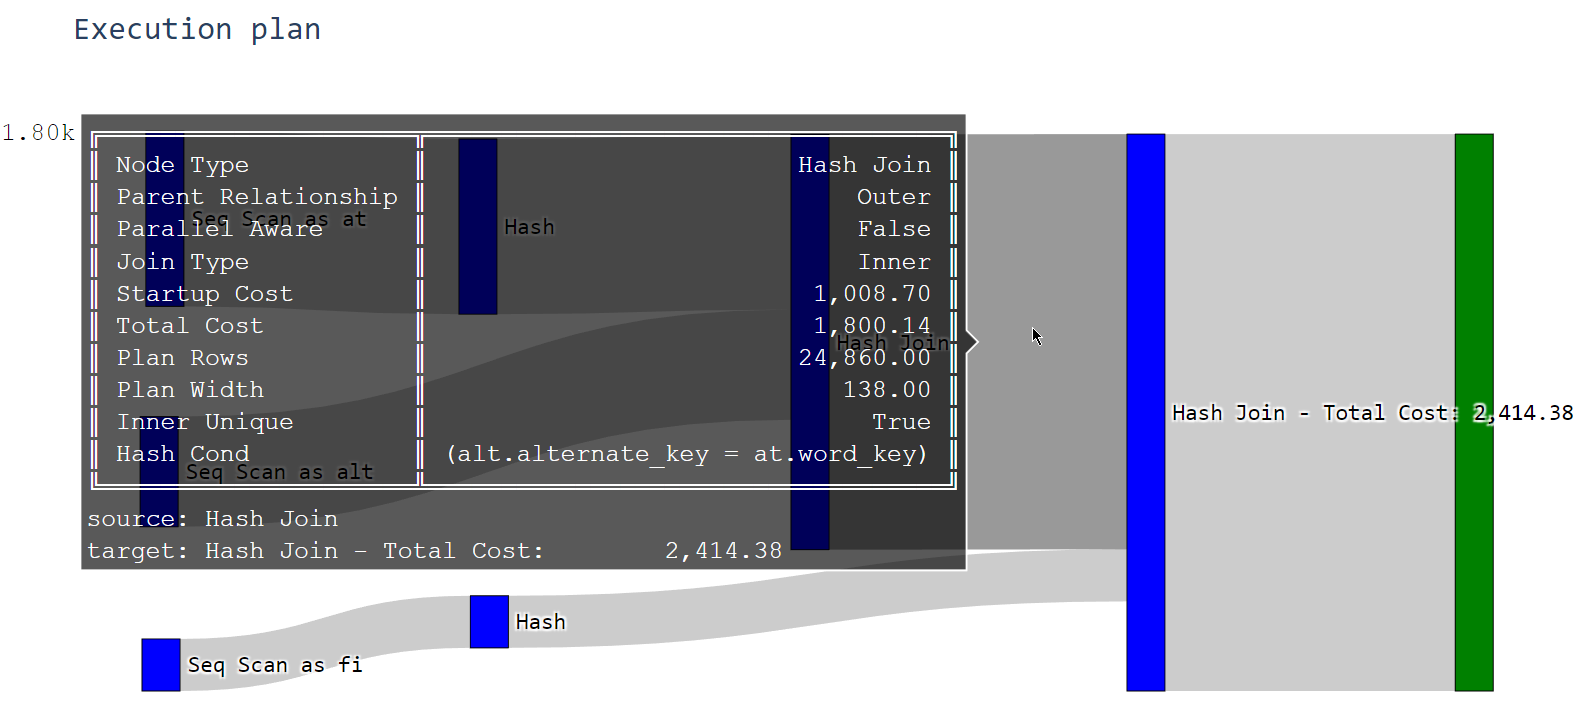 Execution plan
1.80k
Node Type Hash Join
Parent Relationship Outer
Seq Scan as at
Hash
Parallel Aware False
Join Type Inner
Startup Cost 1,008.70
Total Cost 1,800.14
Hash Join
Plan Rows 24,860.00
Plan Width 138.00
Inner Unique True
Hash Cond (alt.alternate_key = at.word_key)
Seq Scan as alt
source: Hash Join
target: Hash Join – Total Cost: 2,414.38
Hash Join - Total Cost: 2,414.38
Hash
Seq Scan as fi